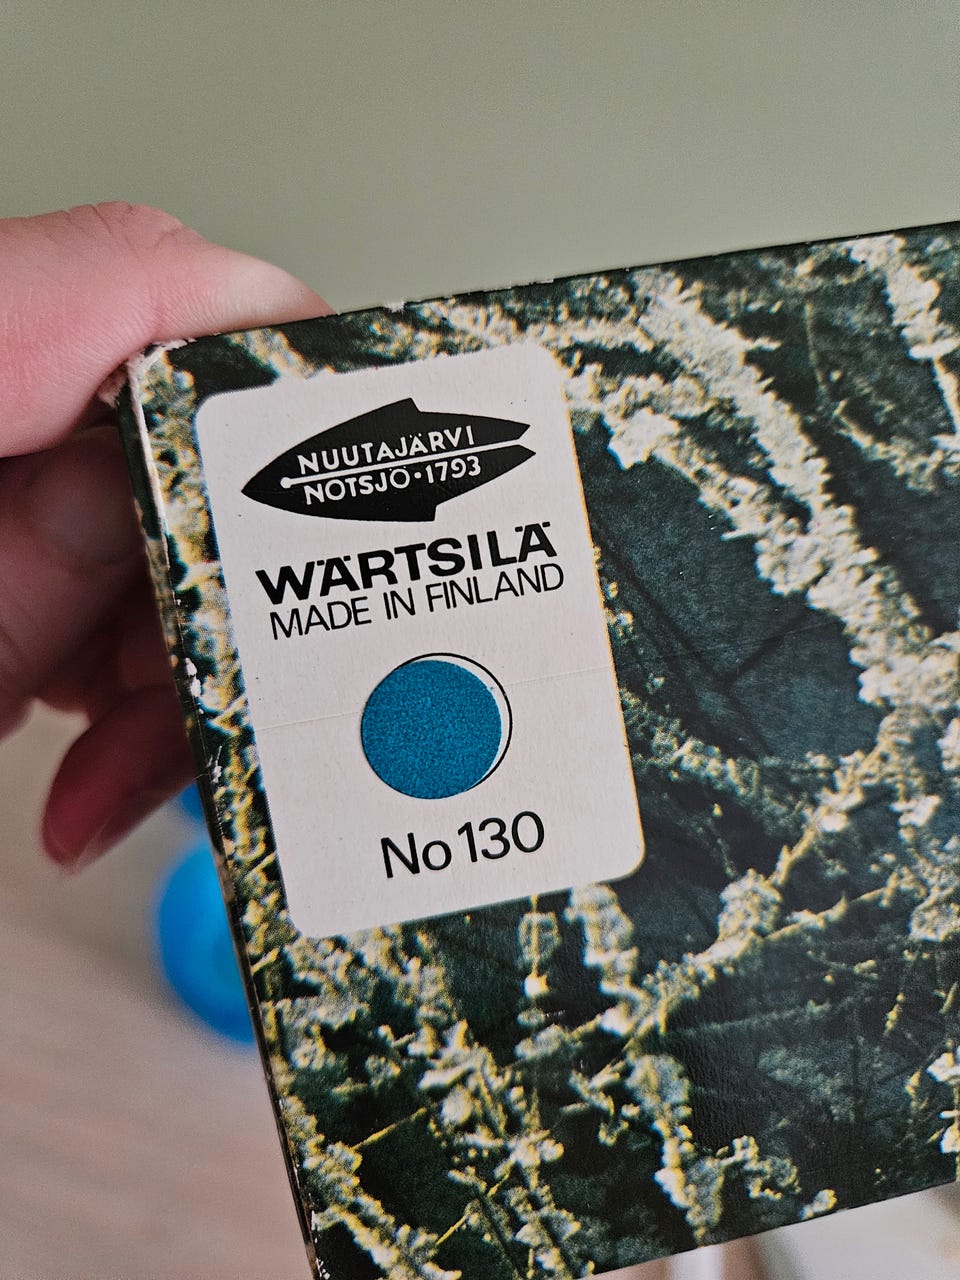 NUUTAJÄRVI
NOTSJÖ·1793
WÄRTSILÄ
MADE IN FINLAND
No 130